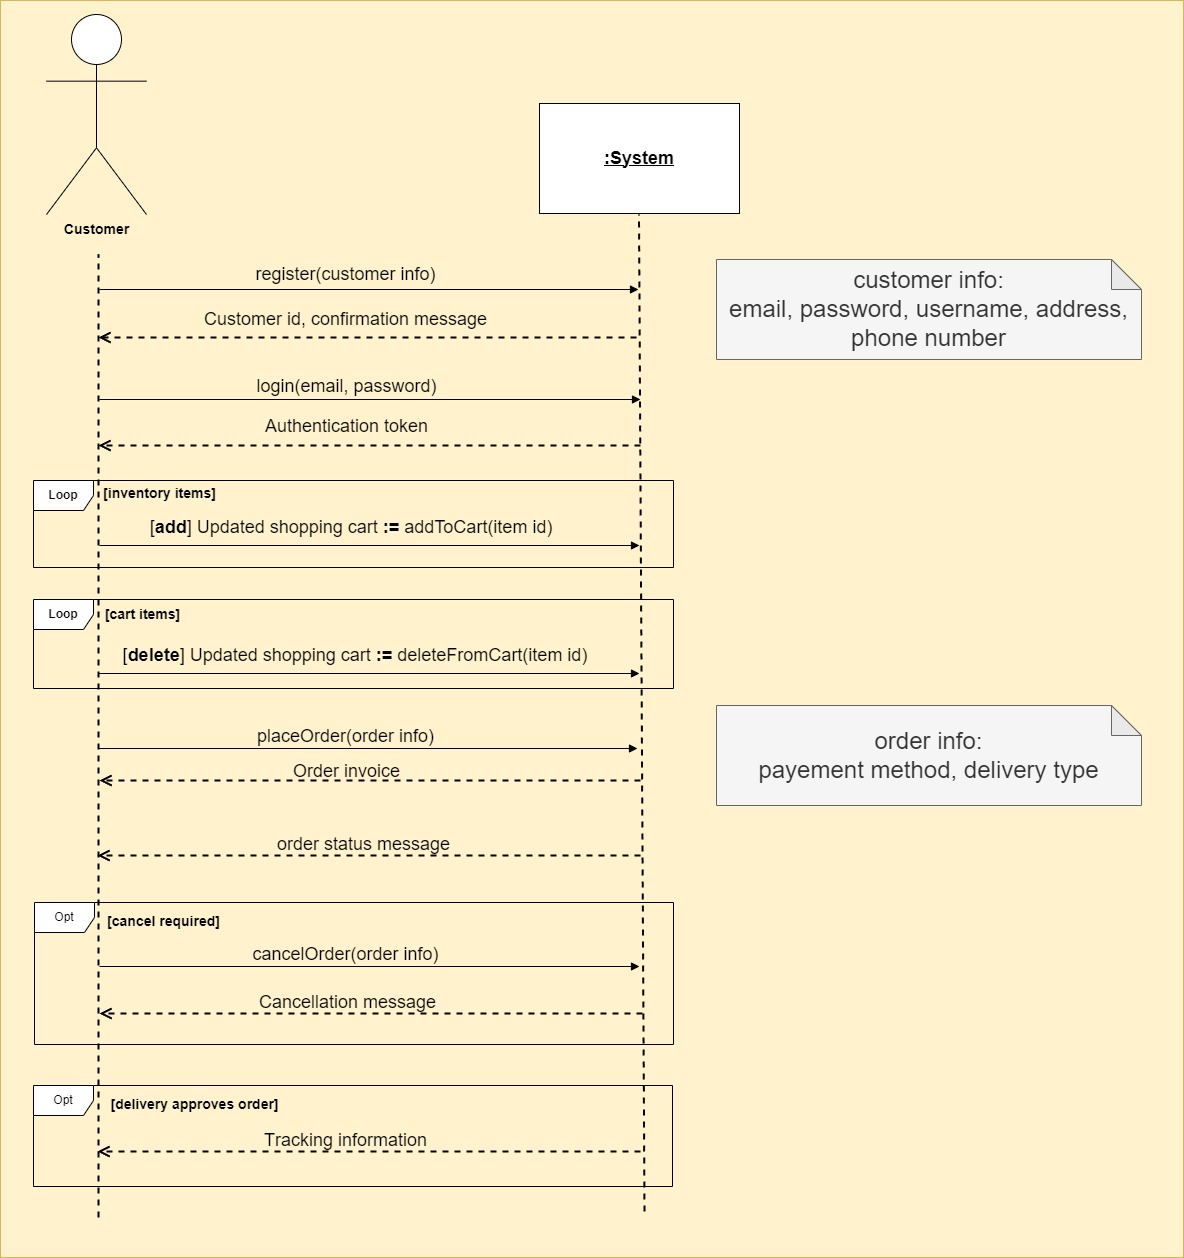 Customer
:System
register(customer info)
customer info:
email, password, username, address,
phone number
Customer id, confirmation message
login(email, password)
Authentication token
Loop
[inventory items]
[add] Updated shopping cart := addToCart(item id)
Loop
[cart items]
[delete] Updated shopping cart := deleteFromCart(item id)
placeOrder(order info)
order info:
payement method, delivery type
Order invoice
order status message
Opt
[cancel required]
cancelOrder(order info)
Cancellation message
Opt
[delivery approves order]
Tracking information